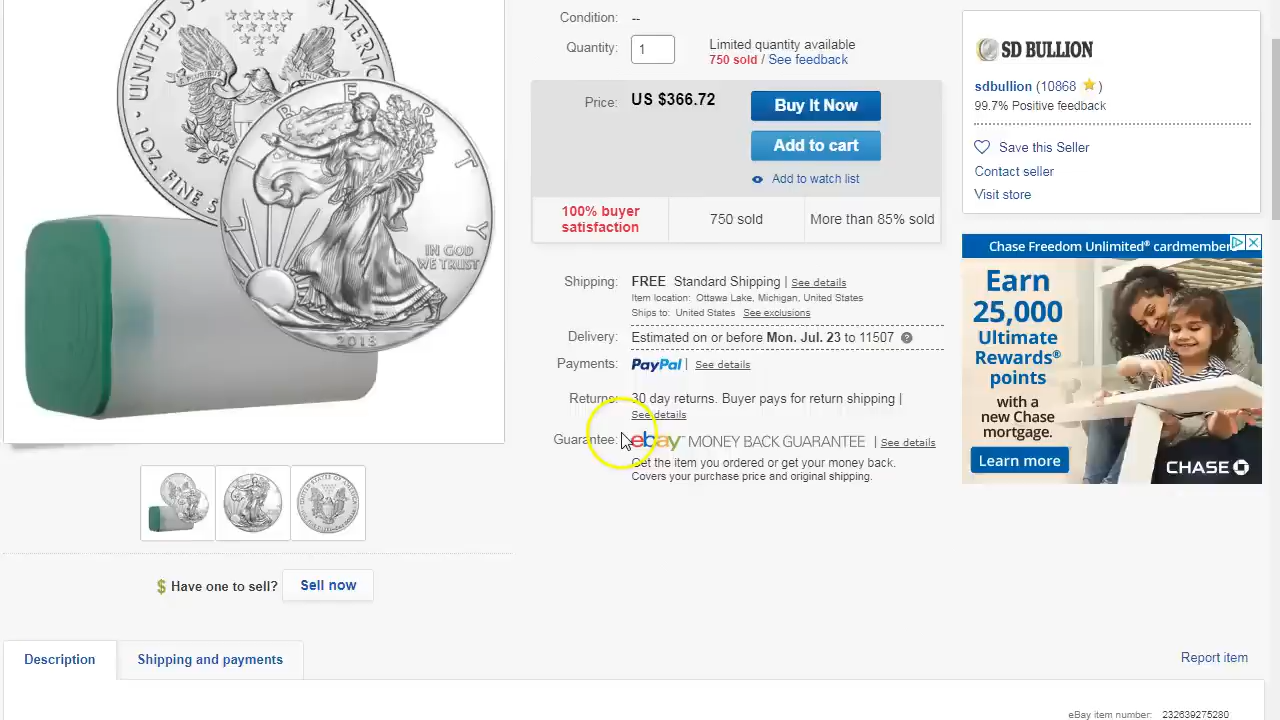 UNITED STATES
PLURIBUS
UNUM
1 OZ. FINE S
LIBERTY
IN GOD
WE TRUST
2018
Condition: --
Quantity: 1
Limited quantity available
750 sold / See feedback
Price: US $366.72
Buy It Now
Add to cart
Add to watch list
100% buyer
satisfaction
750 sold
More than 85% sold
Shipping: FREE Standard Shipping | See details
Item location: Ottawa Lake, Michigan, United States
Ships to: United States See exclusions
Delivery: Estimated on or before Mon. Jul. 23 to 11507 ?
Payments: PayPal | See details
Returns: 30 day returns. Buyer pays for return shipping |
See details
Guarantee: ebay MONEY BACK GUARANTEE | See details
Get the item you ordered or get your money back.
Covers your purchase price and original shipping.
SD BULLION
sdbullion (10868 )
99.7% Positive feedback
Save this Seller
Contact seller
Visit store
Chase Freedom Unlimited® cardmember
Earn
25,000
Ultimate
Rewards®
points
with a
new Chase
mortgage.
Learn more
CHASE
$ Have one to sell? Sell now
Description
Shipping and payments
Report item
eBay item number: 232639275280